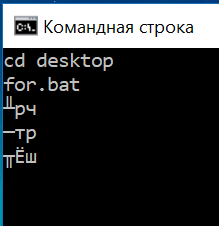 Командная строка
cd desktop
for.bat
╨рч
─тр
╥Ёш